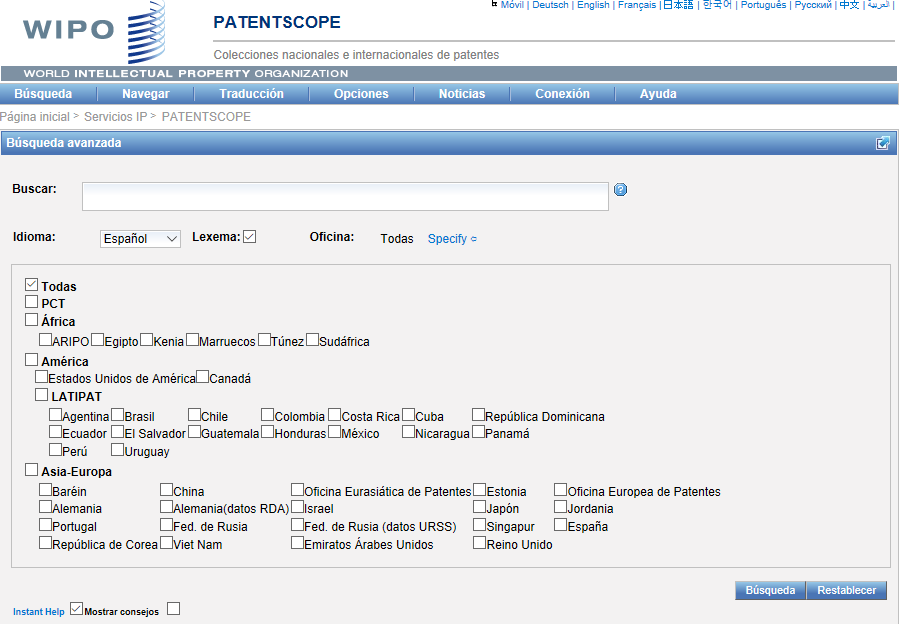 Móvil | Deutsch | English | Français | 日本語 | 한국어 | Português | Русский | 中文 | العربية |
WIPO
PATENTSCOPE
Colecciones nacionales e internacionales de patentes
WORLD INTELLECTUAL PROPERTY ORGANIZATION
Búsqueda Navegar Traducción Opciones Noticias Conexión Ayuda
Página inicial > Servicios IP > PATENTSCOPE
Búsqueda avanzada
Buscar:
?
Idioma: Español Lexema: Oficina: Todas Specify
Todas
PCT
África
ARIPO Egipto Kenia Marruecos Túnez Sudáfrica
América
Estados Unidos de América Canadá
LATIPAT
Agentina Brasil Chile Colombia Costa Rica Cuba República Dominicana
Ecuador El Salvador Guatemala Honduras México Nicaragua Panamá
Perú Uruguay
Asia-Europa
Baréin China Oficina Eurasiática de Patentes Estonia Oficina Europea de Patentes
Alemania Alemania(datos RDA) Israel Japón Jordania
Portugal Fed. de Rusia Fed. de Rusia (datos URSS) Singapur España
República de Corea Viet Nam Emiratos Árabes Unidos Reino Unido
Búsqueda Restablecer
Instant Help Mostrar consejos